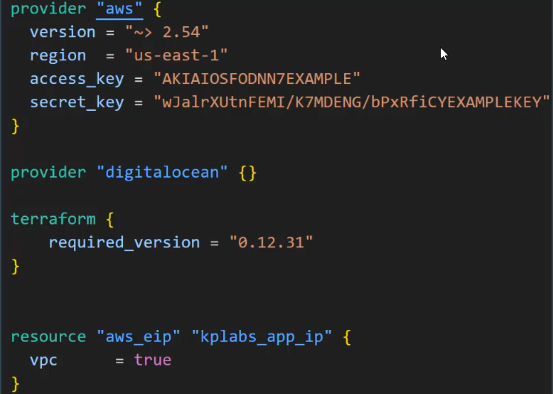 provider "aws" {
  version = "~> 2.54"
  region  = "us-east-1"
  access_key = "AKIAIOSFODNN7EXAMPLE"
  secret_key = "wJalrXUtnFEMI/K7MDENG/bPxRfiCYEXAMPLEKEY"
}
provider "digitalocean" {}
terraform {
    required_version = "0.12.31"
}
resource "aws_eip" "kplabs_app_ip" {
  vpc      = true
}